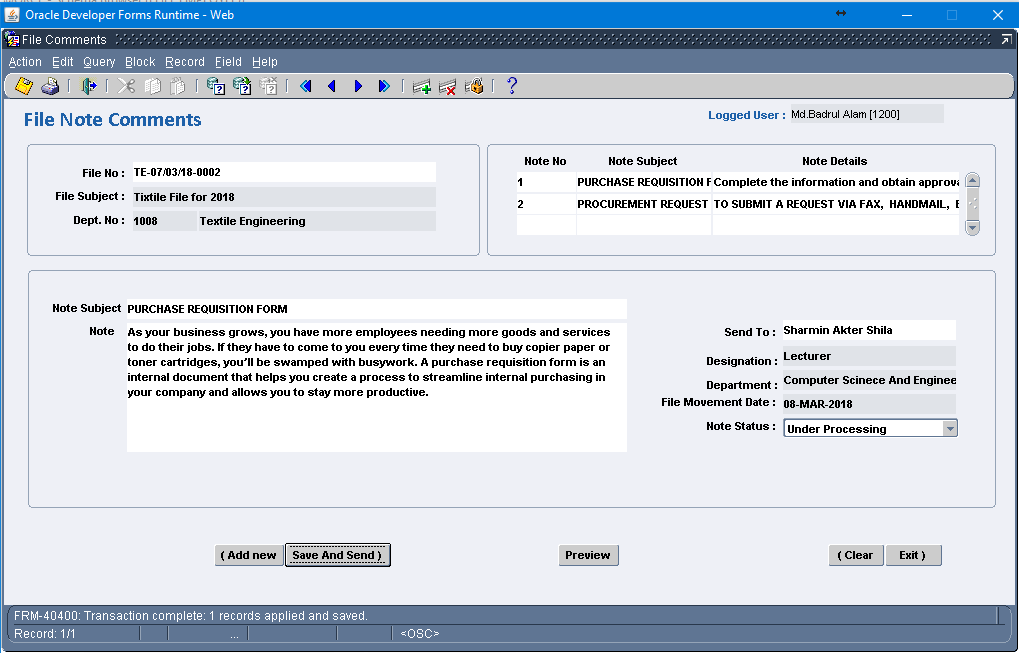 Oracle Developer Forms Runtime - Web
File Comments
Action Edit Query Block Record Field Help
File Note Comments
Logged User : Md.Badrul Alam [1200]
File No : TE-07/03/18-0002
File Subject : Tixtile File for 2018
Dept. No : 1008 Textile Engineering
Note No Note Subject Note Details
1 PURCHASE REQUISITION F Complete the information and obtain approva
2 PROCUREMENT REQUEST TO SUBMIT A REQUEST VIA FAX, HANDMAIL, E
Note Subject PURCHASE REQUISITION FORM
Note As your business grows, you have more employees needing more goods and services
to do their jobs. If they have to come to you every time they need to buy copier paper or
toner cartridges, you'll be swamped with busywork. A purchase requisition form is an
internal document that helps you create a process to streamline internal purchasing in
your company and allows you to stay more productive.
Send To : Sharmin Akter Shila
Designation : Lecturer
Department : Computer Scinece And Enginee
File Movement Date : 08-MAR-2018
Note Status : Under Processing
( Add new Save And Send ) Preview ( Clear Exit )
FRM-40400: Transaction complete: 1 records applied and saved.
Record: 1/1 ... <OSC>